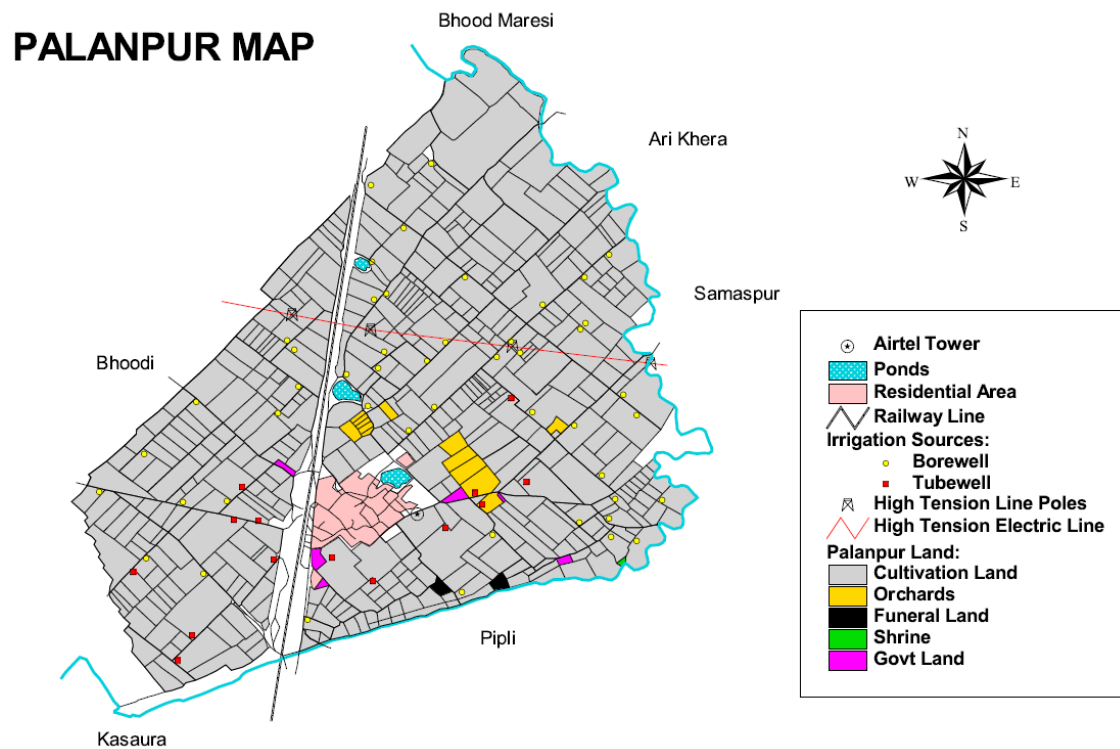 Bhood Maresi
PALANPUR MAP
Ari Khera
N
W
E
S
Samaspur
Bhoodi
Airtel Tower
Ponds
Residential Area
Railway Line
Irrigation Sources:
Borewell
Tubewell
High Tension Line Poles
High Tension Electric Line
Palanpur Land:
Cultivation Land
Orchards
Funeral Land
Shrine
Govt Land
Pipli
Kasaura